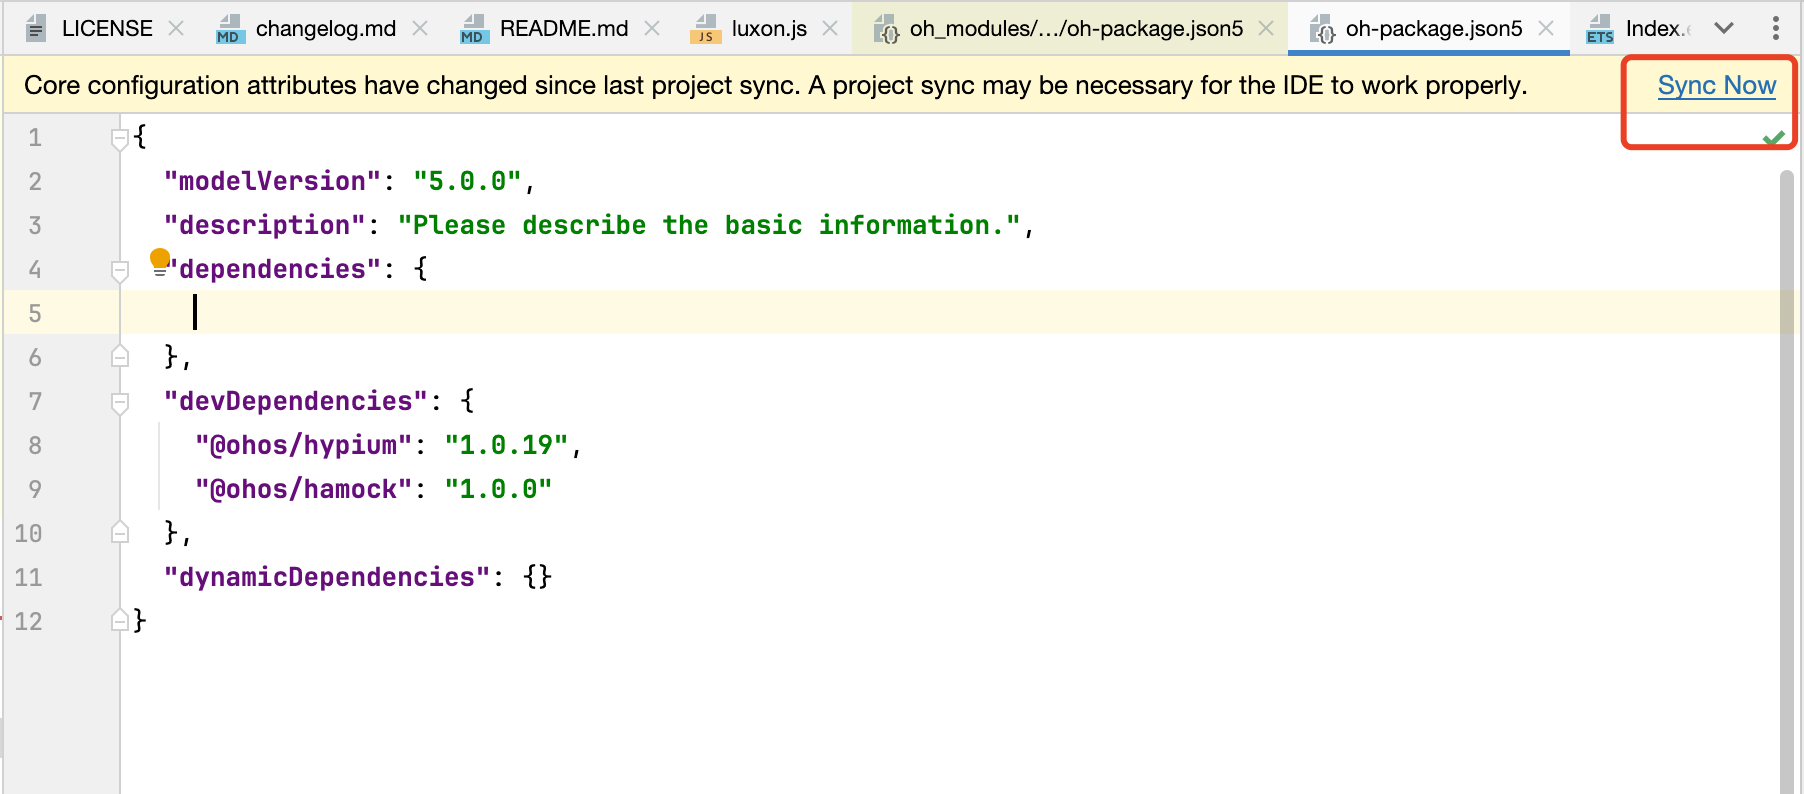 LICENSE changelog.md README.md luxon.js oh_modules/.../oh-package.json5 oh-package.json5 Index.
MD MD JS ETS
Core configuration attributes have changed since last project sync. A project sync may be necessary for the IDE to work properly. Sync Now
1 {
2 "modelVersion": "5.0.0",
3 "description": "Please describe the basic information.",
4 "dependencies": {
5
6 },
7 "devDependencies": {
8 "@ohos/hypium": "1.0.19",
9 "@ohos/hamock": "1.0.0"
10 },
11 "dynamicDependencies": {}
12 }